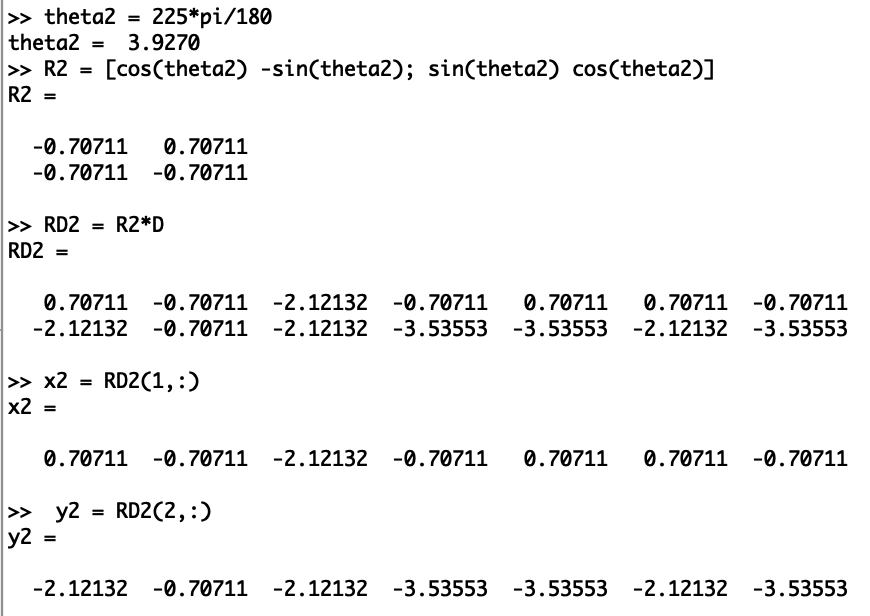 >> theta2 = 225*pi/180
theta2 =  3.9270
>> R2 = [cos(theta2) -sin(theta2); sin(theta2) cos(theta2)]
R2 =
  -0.70711   0.70711
  -0.70711  -0.70711
>> RD2 = R2*D
RD2 =
   0.70711  -0.70711  -2.12132  -0.70711   0.70711   0.70711  -0.70711
  -2.12132  -0.70711  -2.12132  -3.53553  -3.53553  -2.12132  -3.53553
>> x2 = RD2(1,:)
x2 =
   0.70711  -0.70711  -2.12132  -0.70711   0.70711   0.70711  -0.70711
>>  y2 = RD2(2,:)
y2 =
  -2.12132  -0.70711  -2.12132  -3.53553  -3.53553  -2.12132  -3.53553